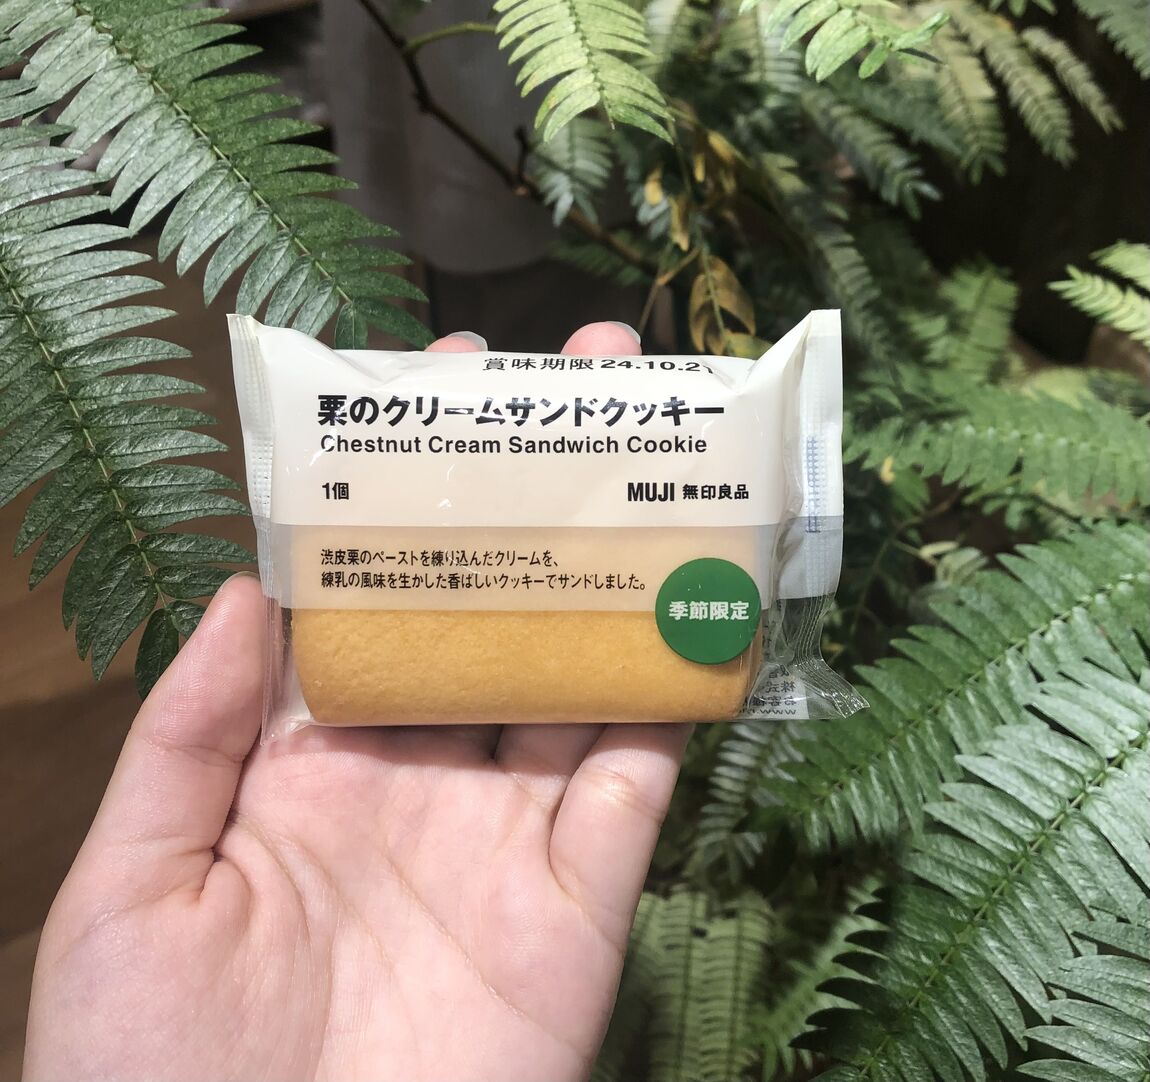 賞味期限 24.10.21
栗のクリームサンドクッキー
Chestnut Cream Sandwich Cookie
1個
MUJI 無印良品
渋皮栗のペーストを練り込んだクリームを、
練乳の風味を生かした香ばしいクッキーでサンドしました。
季節限定